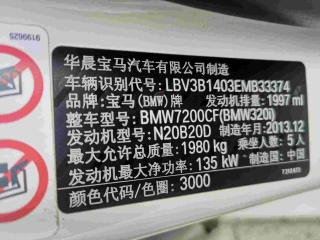 9199625
华晨宝马汽车有限公司制造
车辆识别代号: LBV3B1403EMB33374
品牌: 宝马(BMW)牌 发动机排量: 1997 ml
整车型号: BMW7200CF(BMW320i)
发动机型号: N20B20D 制造年月: 2013.12
最大允许总质量: 1980 kg 乘坐人数: 5 人
发动机最大净功率: 135 kW 制造国: 中国
颜色代码/色圈: 3000